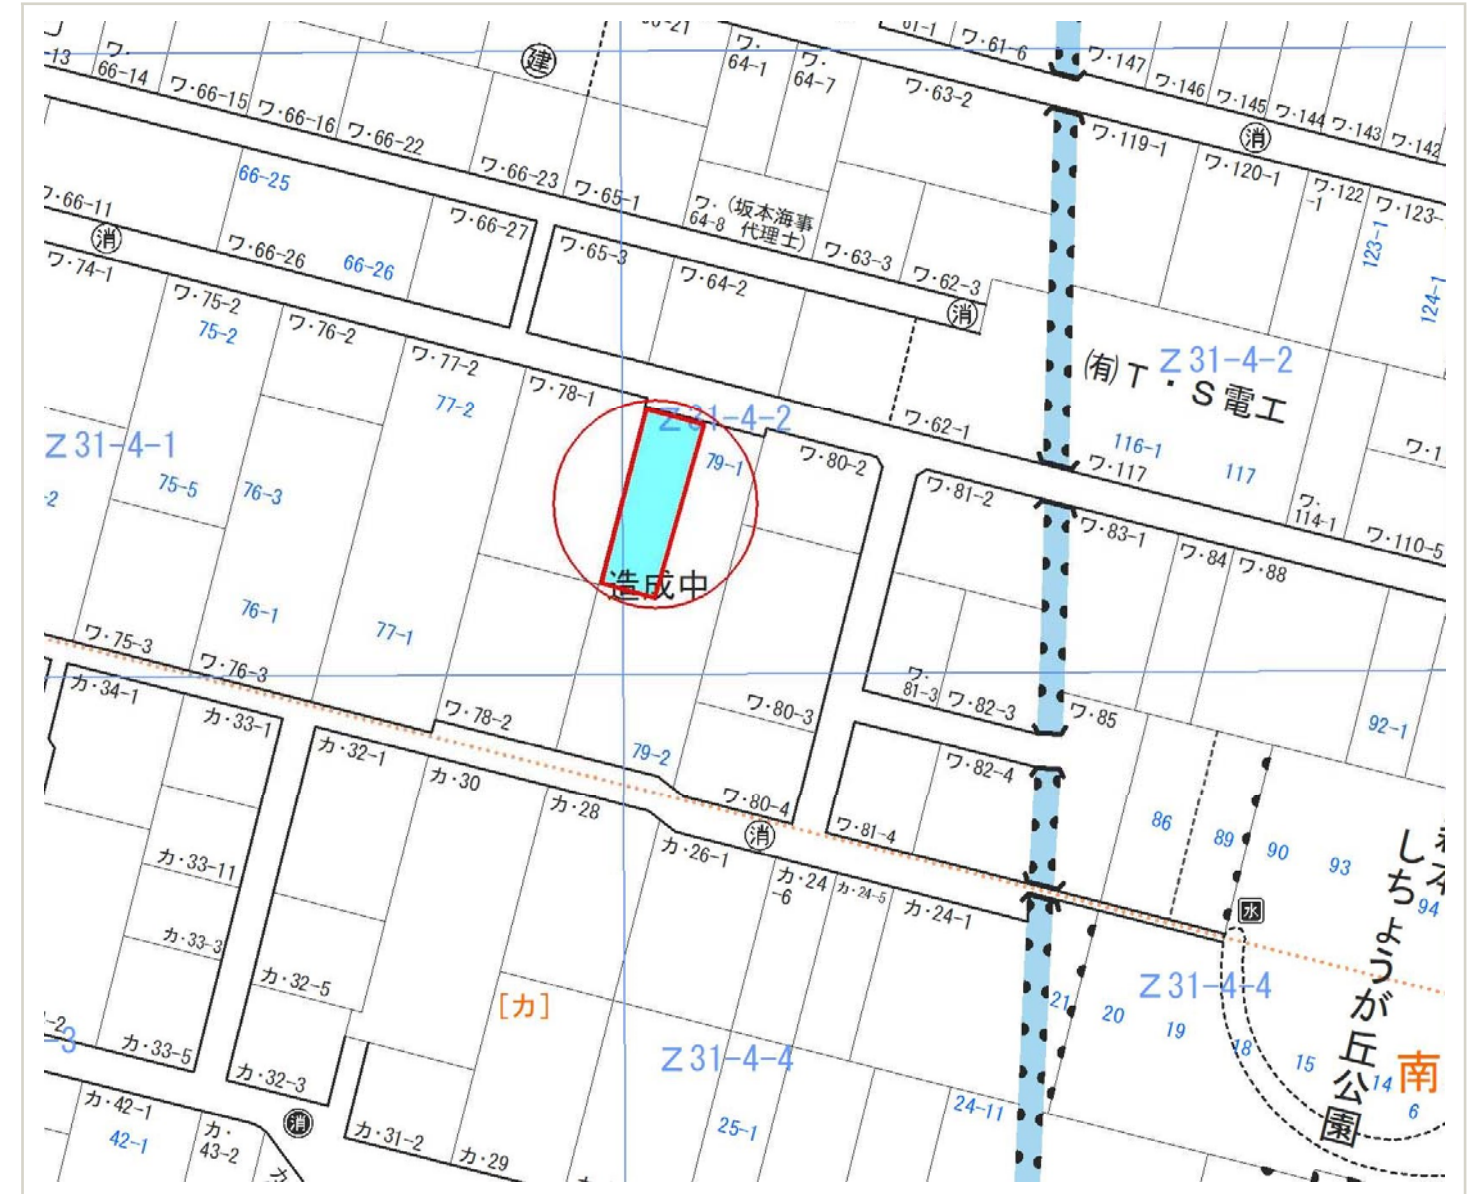 61-1
ワ・61-6
ワ・147
ワ・146
ワ・145
ワ・144
ワ・143
ワ・142
-13
ワ・
66-14
建
ワ・
64-1
ワ・
64-7
ワ・63-2
ワ・66-15
ワ・66-16
ワ・66-22
消
ワ・119-1
ワ・120-1
ワ・122
-1
ワ・123-
66-25
ワ・66-23
ワ・65-1
ワ・
64-8
(坂本海事
代理士)
ワ・63-3
ワ・62-3
消
123-1
124-1
ワ・66-11
消
ワ・66-26
66-26
ワ・66-27
ワ・65-3
ワ・64-2
ワ・74-1
ワ・75-2
75-2
ワ・76-2
ワ・77-2
77-2
ワ・78-1
Z31-4-2
Z31-4-2
㈲T・S電工
Z31-4-1
79-1
ワ・80-2
ワ・62-1
116-1
117
ワ・117
ワ・1
-2
75-5
76-3
ワ・81-2
ワ・83-1
ワ・84
ワ・88
ワ・
114-1
ワ・110-5
造成中
76-1
77-1
ワ・75-3
ワ・76-3
カ・34-1
カ・33-1
カ・32-1
ワ・78-2
79-2
ワ・80-3
ワ・
81-3
ワ・82-3
ワ・85
92-1
カ・30
カ・28
ワ・80-4
消
ワ・81-4
ワ・82-4
86
89
90
93
94
カ・33-11
カ・26-1
カ・24
-6
カ・24-5
カ・24-1
水
カ・33-3
カ・32-5
[カ]
Z31-4-4
Z31-4-4
21
20
19
18
15
14
6
しちょうが丘公園
南
-2
-3
カ・33-5
カ・32-3
消
カ・42-1
42-1
カ・
43-2
カ・31-2
カ・29
25-1
24-11